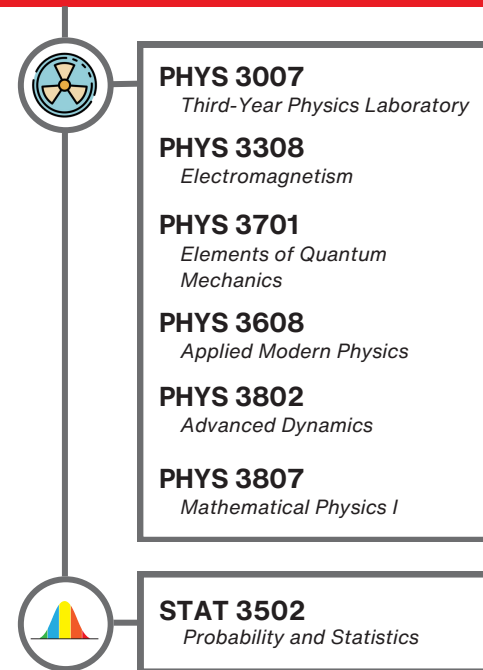 PHYS 3007
Third-Year Physics Laboratory
PHYS 3308
Electromagnetism
PHYS 3701
Elements of Quantum
Mechanics
PHYS 3608
Applied Modern Physics
PHYS 3802
Advanced Dynamics
PHYS 3807
Mathematical Physics I
STAT 3502
Probability and Statistics